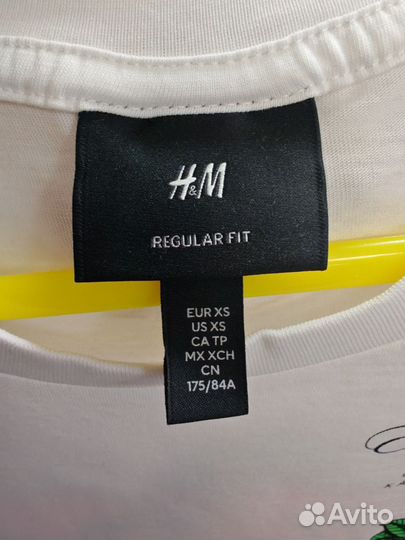 H&M
REGULAR FIT
EUR XS
US XS
CA TP
MX XCH
CN
175/84A
Avito